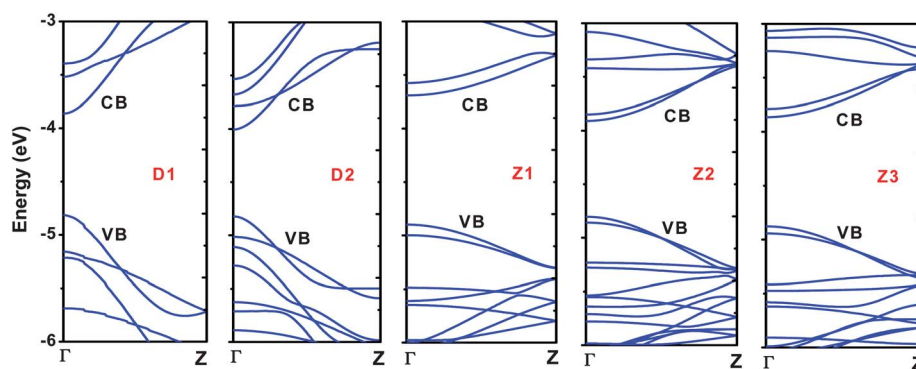 -3
-4
-5
-6
Energy (eV)
CB
D1
VB
Γ
Z
CB
D2
VB
Γ
Z
CB
Z1
VB
Γ
Z
CB
Z2
VB
Γ
Z
CB
Z3
VB
Γ
Z